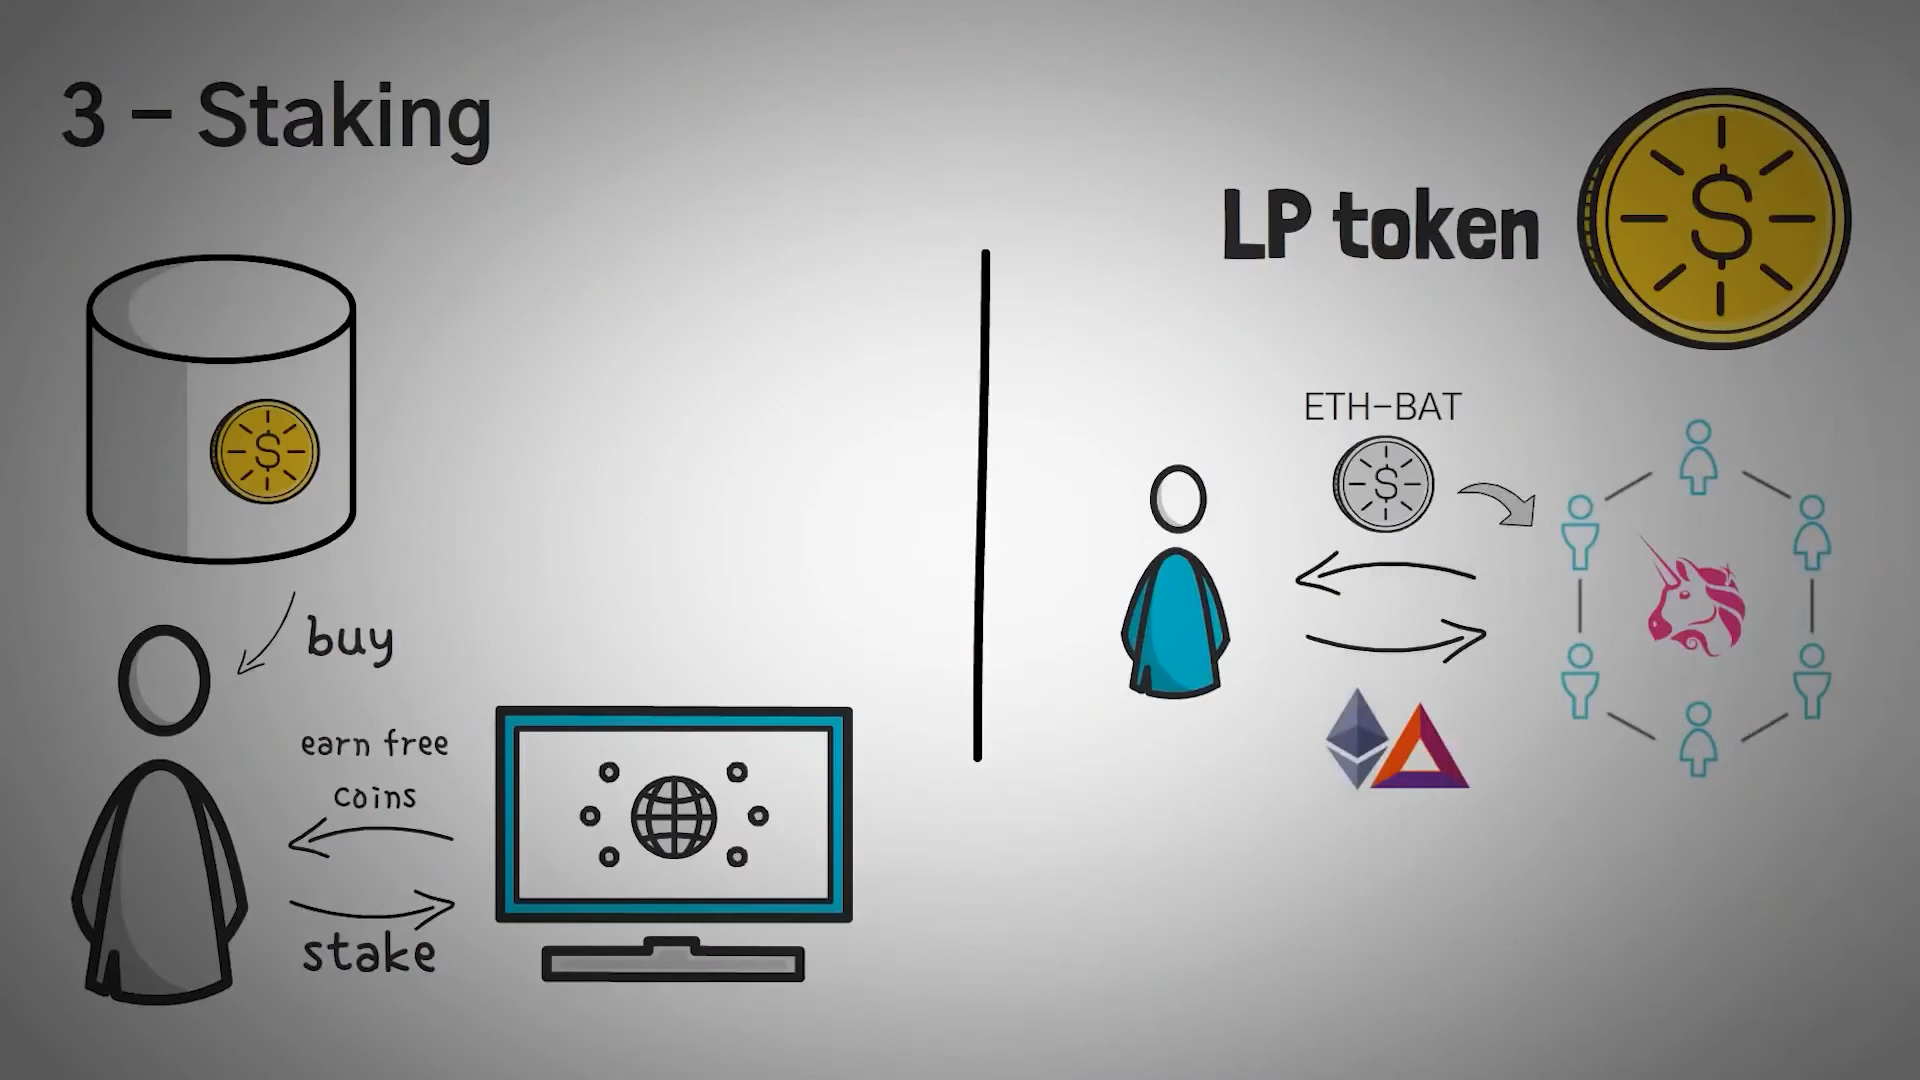 3 - Staking
LP token
ETH-BAT
buy
earn free
coins
stake